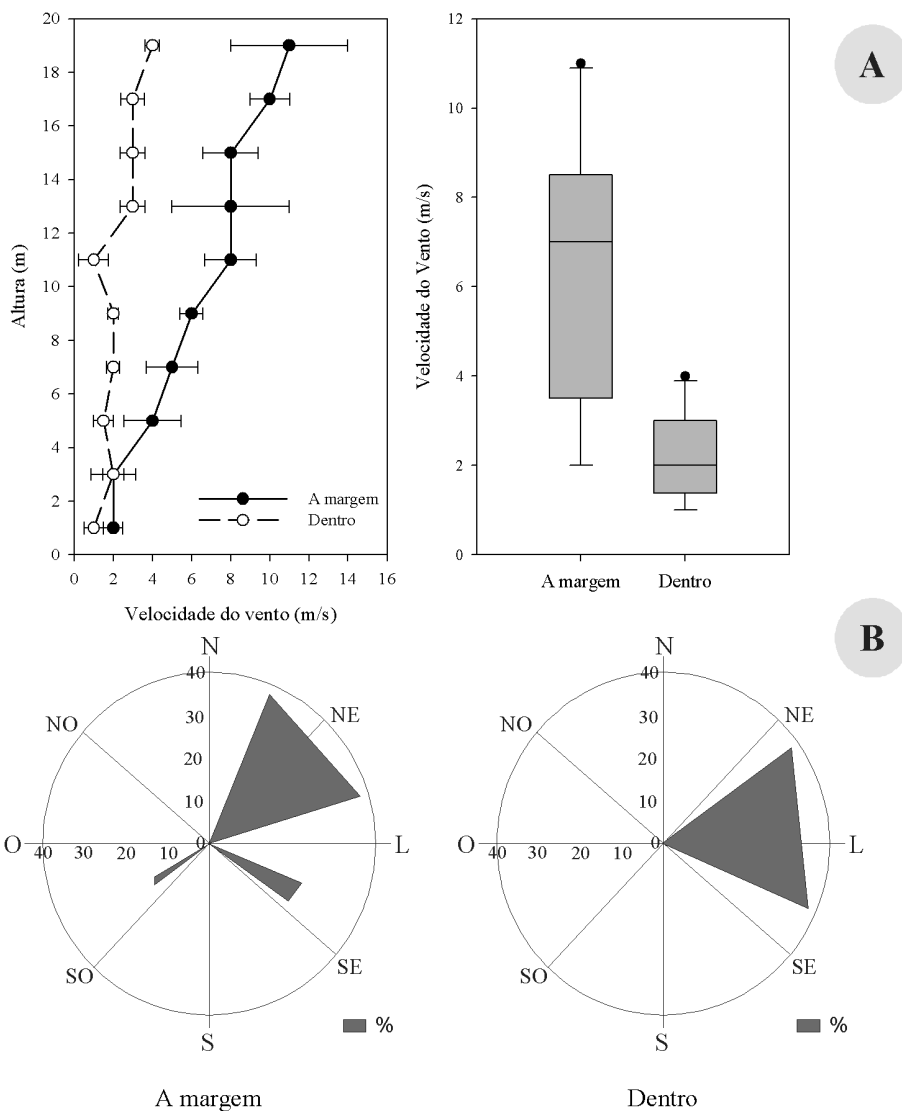 A
20
18
16
14
12
10
8
6
4
2
0
Altura (m)
A margem
Dentro
0 2 4 6 8 10 12 14 16
Velocidade do vento (m/s)
12
10
8
6
4
2
0
Velocidade do Vento (m/s)
A margem Dentro
B
N
NE
L
SE
S
SO
O
NO
40
30
20
10
0
40 30 20 10
%
A margem
N
NE
L
SE
S
SO
O
NO
40
30
20
10
0
40 30 20 10
%
Dentro